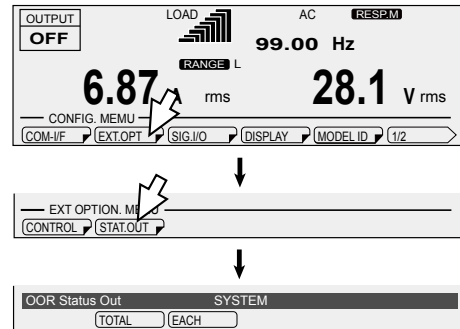 OUTPUT LOAD AC RESP.M
OFF 99.00 Hz
RANGE L
6.87 rms 28.1 V rms
CONFIG. MEMU
COM-I/F EXT.OPT SIG.I/O DISPLAY MODEL ID 1/2
EXT OPTION. MENU
CONTROL STAT.OUT
OOR Status Out SYSTEM
TOTAL EACH